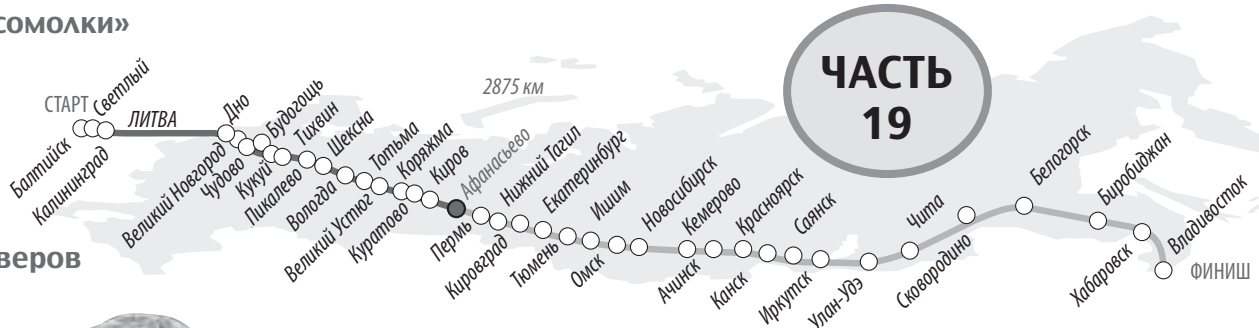 сомолки»
ЧАСТЬ
19
2875 км
СТАРТ
Балтийск
Светлый
Калининград
ЛИТВА
Дно
Великий Новгород
Чудово
Будогощь
Кукуй
Тихвин
Пикалево
Шексна
Вологда
Тотьма
Великий Устюг
Коряжма
Куратово
Киров
Афанасьево
Пермь
Нижний Тагил
Кировград
Екатеринбург
Тюмень
Ишим
Омск
Новосибирск
Кемерово
Ачинск
Красноярск
Канск
Саянск
Иркутск
Улан-Удэ
Чита
Сковородино
Белогорск
Биробиджан
Хабаровск
Владивосток
ФИНИШ
веров